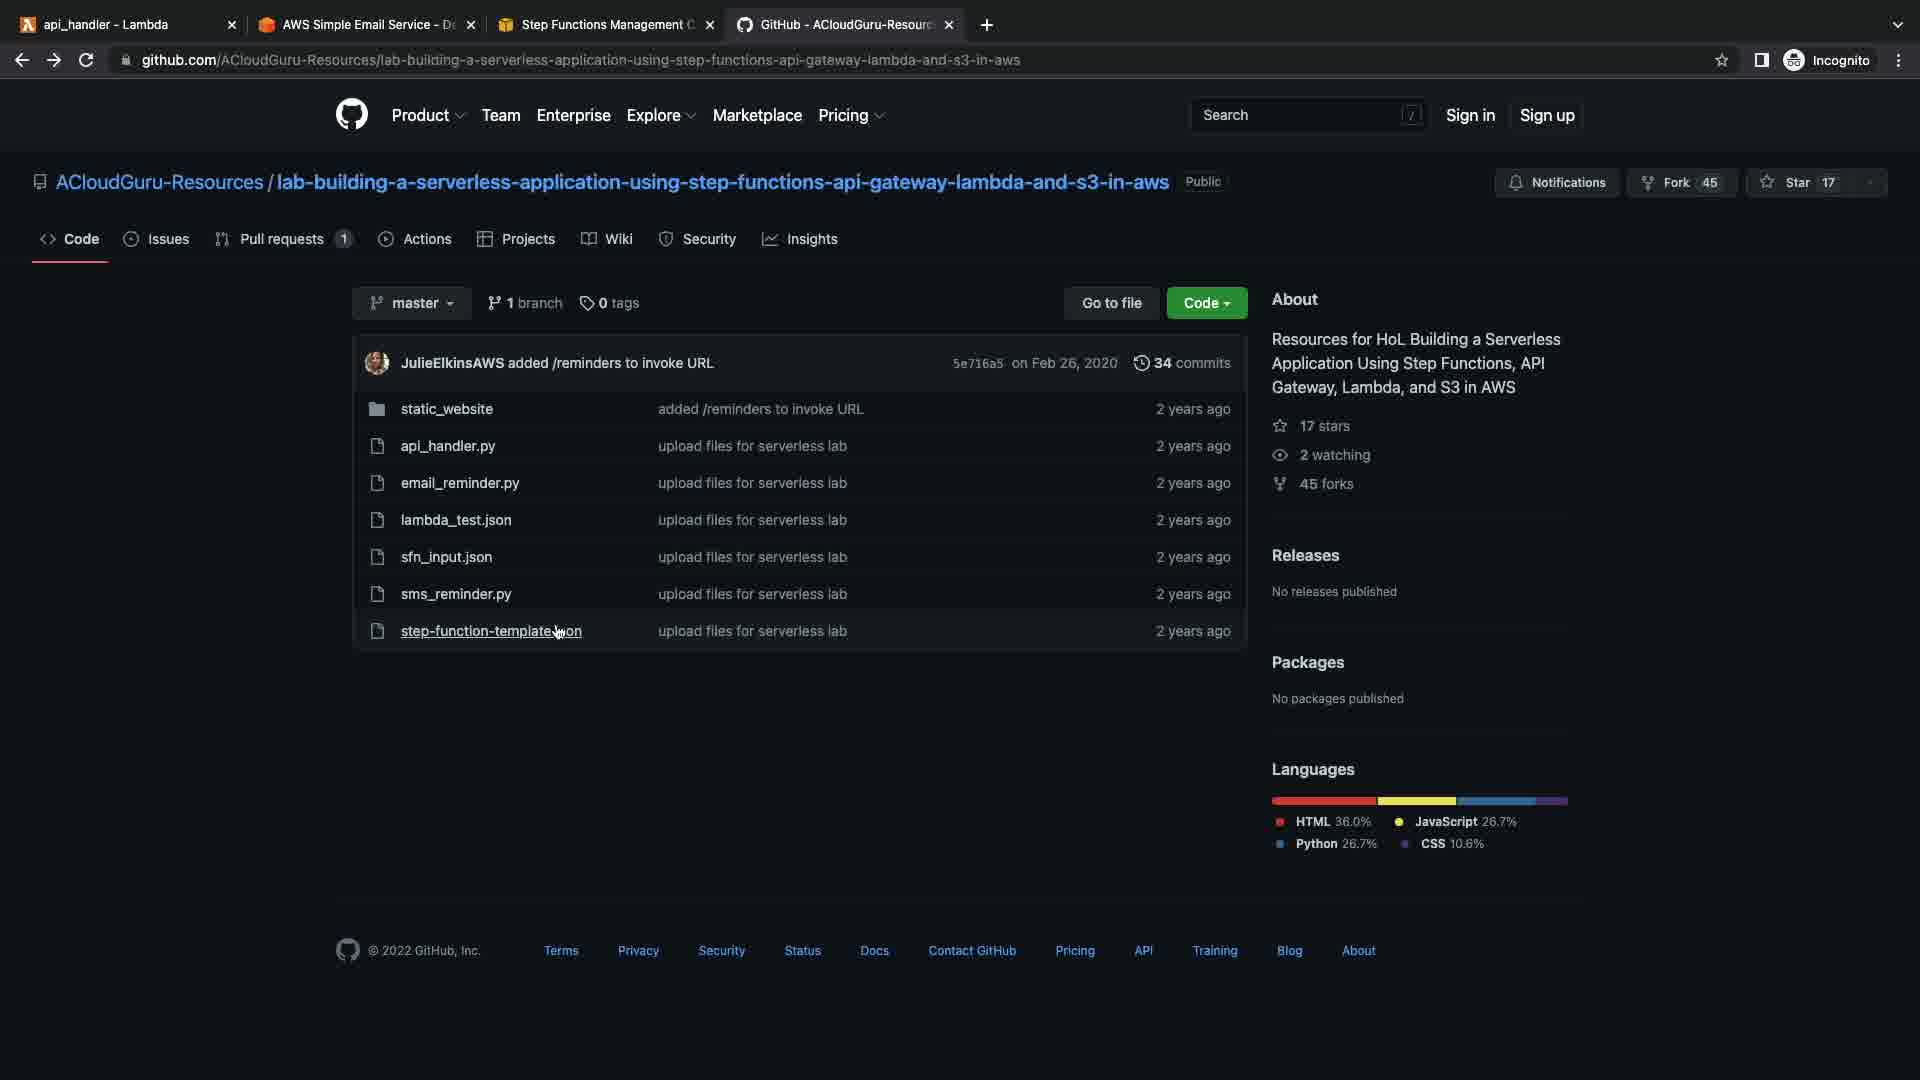 api_handler - Lambda
AWS Simple Email Service - De
Step Functions Management C
GitHub - ACloudGuru-Resourc
github.com/ACloudGuru-Resources/lab-building-a-serverless-application-using-step-functions-api-gateway-lambda-and-s3-in-aws
Incognito
Product Team Enterprise Explore Marketplace Pricing
Search /
Sign in Sign up
ACloudGuru-Resources / lab-building-a-serverless-application-using-step-functions-api-gateway-lambda-and-s3-in-aws Public
Notifications Fork 45 Star 17
Code Issues Pull requests 1 Actions Projects Wiki Security Insights
master 1 branch 0 tags Go to file Code
JulieElkinsAWS added /reminders to invoke URL 5e716a5 on Feb 26, 2020 34 commits
static_website added /reminders to invoke URL 2 years ago
api_handler.py upload files for serverless lab 2 years ago
email_reminder.py upload files for serverless lab 2 years ago
lambda_test.json upload files for serverless lab 2 years ago
sfn_input.json upload files for serverless lab 2 years ago
sms_reminder.py upload files for serverless lab 2 years ago
step-function-template.json upload files for serverless lab 2 years ago
About
Resources for HoL Building a Serverless
Application Using Step Functions, API
Gateway, Lambda, and S3 in AWS
17 stars
2 watching
45 forks
Releases
No releases published
Packages
No packages published
Languages
HTML 36.0% JavaScript 26.7%
Python 26.7% CSS 10.6%
© 2022 GitHub, Inc. Terms Privacy Security Status Docs Contact GitHub Pricing API Training Blog About